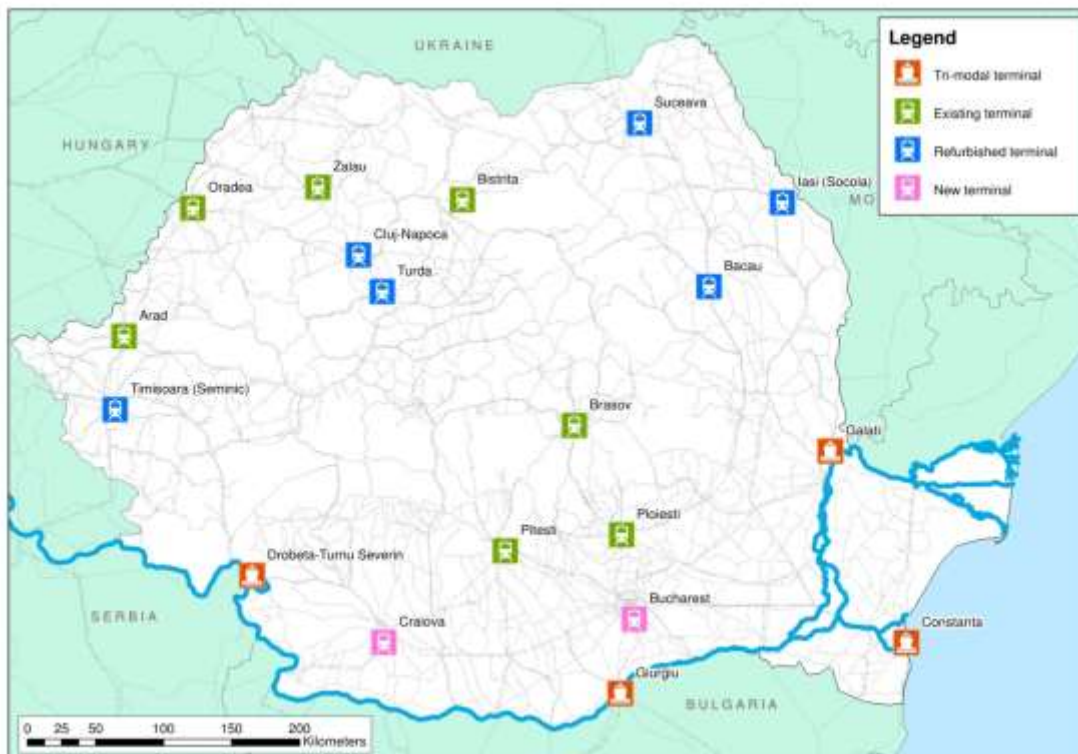 UKRAINE
Legend
Tri-modal terminal
Existing terminal
Refurbished terminal
New terminal
Suceava
HUNGARY
Zalau
Bistrita
Oradea
Iasi (Socola)
MO
Cluj-Napoca
Turda
Bacau
Arad
Timisoara (Seminic)
Brasov
Galati
Ploiesti
Pitesti
Drobeta-Turnu Severin
SERBIA
Bucharest
Craiova
Constanta
Giurgiu
BULGARIA
0 25 50 100 150 200
Kilometers